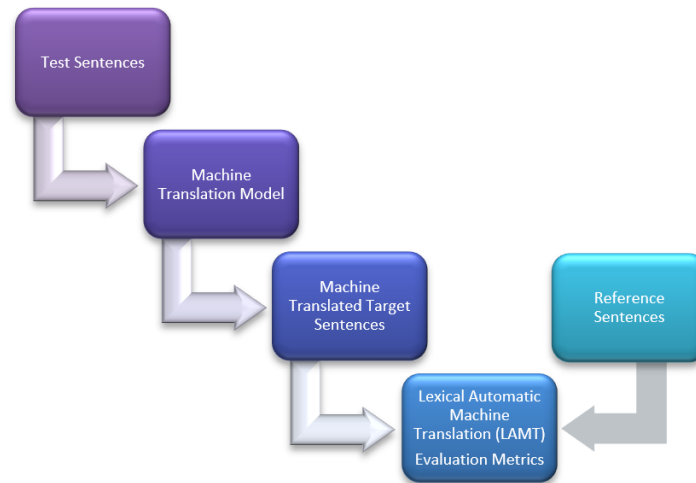 Test Sentences
Machine
Translation Model
Machine
Translated Target
Sentences
Reference
Sentences
Lexical Automatic
Machine
Translation (LAMT)
Evaluation Metrics